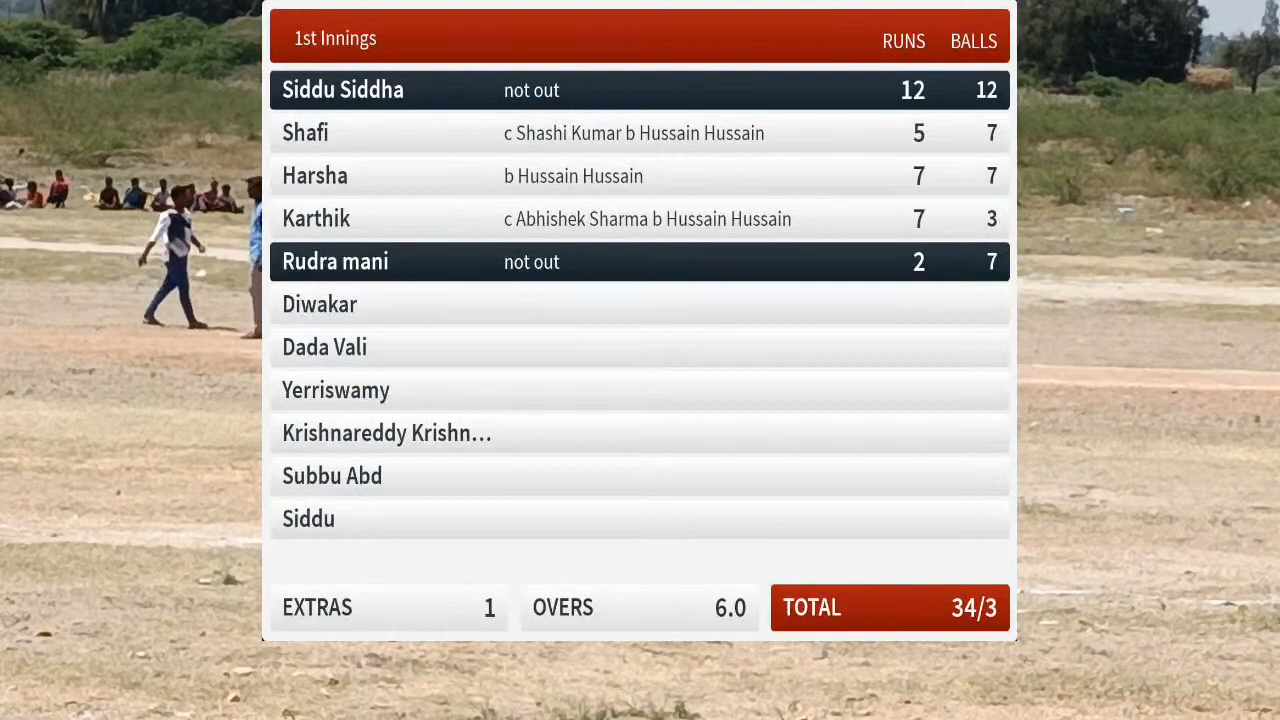 1st Innings RUNS BALLS
Siddu Siddha not out 12 12
Shafi c Shashi Kumar b Hussain Hussain 5 7
Harsha b Hussain Hussain 7 7
Karthik c Abhishek Sharma b Hussain Hussain 7 3
Rudra mani not out 2 7
Diwakar
Dada Vali
Yerriswamy
Krishnareddy Krishn...
Subbu Abd
Siddu
EXTRAS 1 OVERS 6.0 TOTAL 34/3